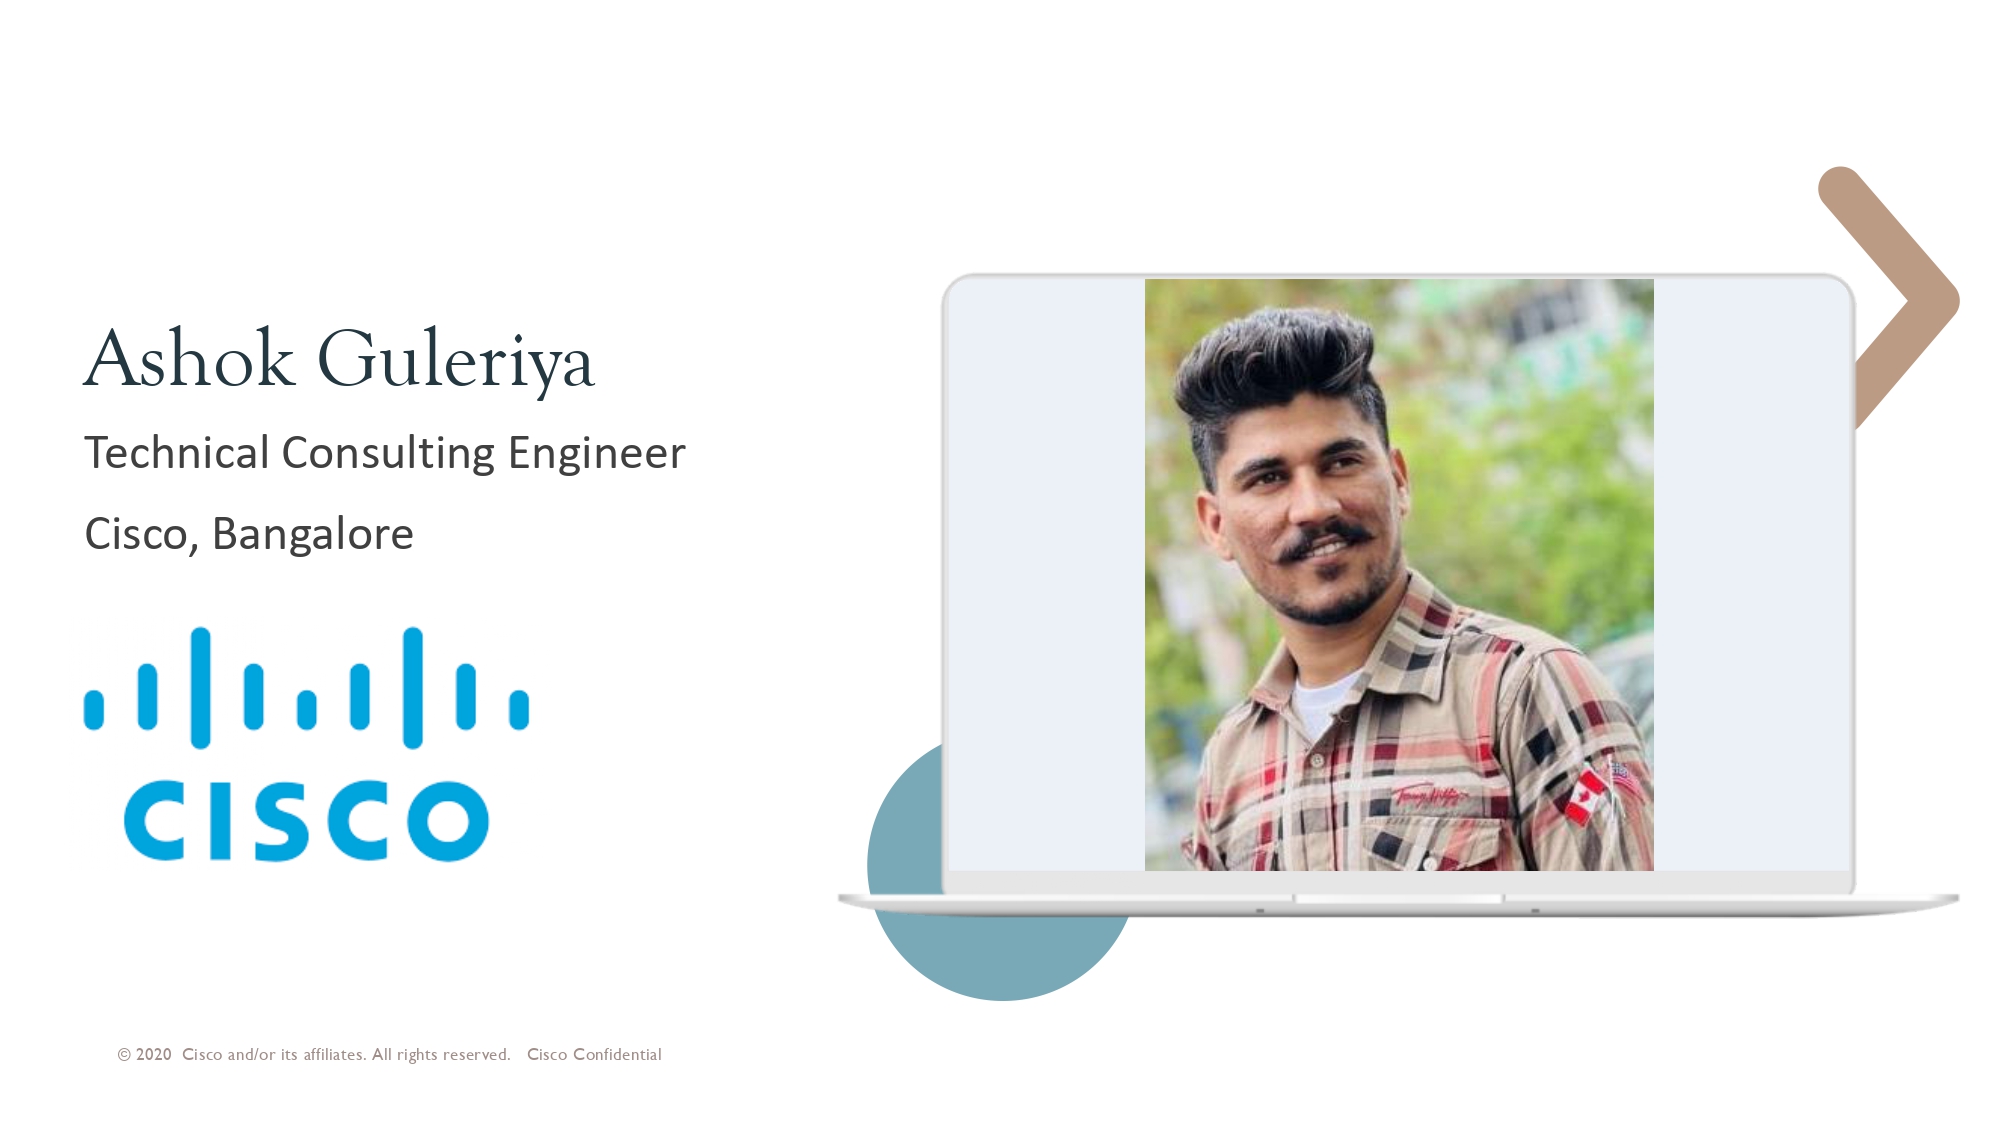 Ashok Guleriya
Technical Consulting Engineer
Cisco, Bangalore
CISCO
© 2020 Cisco and/or its affiliates. All rights reserved. Cisco Confidential